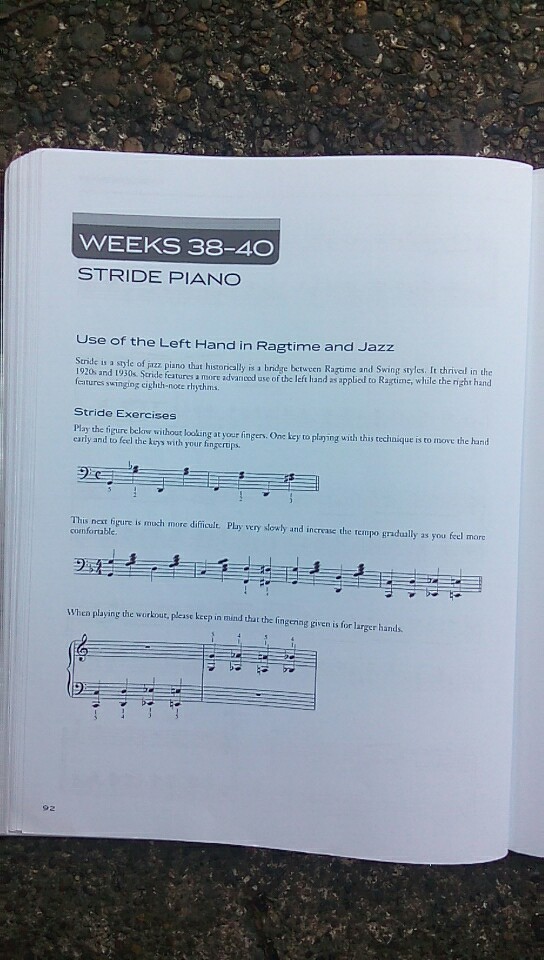 WEEKS 38–40
STRIDE PIANO
Use of the Left Hand in Ragtime and Jazz
Stride is a style of jazz piano that historically is a bridge between Ragtime and Swing styles. It thrived in the
1920s and 1930s. Stride features a more advanced use of the left hand as applied to Ragtime, while the right hand
features swinging eighth-note rhythms.
Stride Exercises
Play the figure below without looking at your fingers. One key to playing with this technique is to move the hand
early and to feel the keys with your fingertips.
This next figure is much more difficult. Play very slowly and increase the tempo gradually as you feel more
comfortable.
When playing the workout, please keep in mind that the fingering given is for larger hands.
92